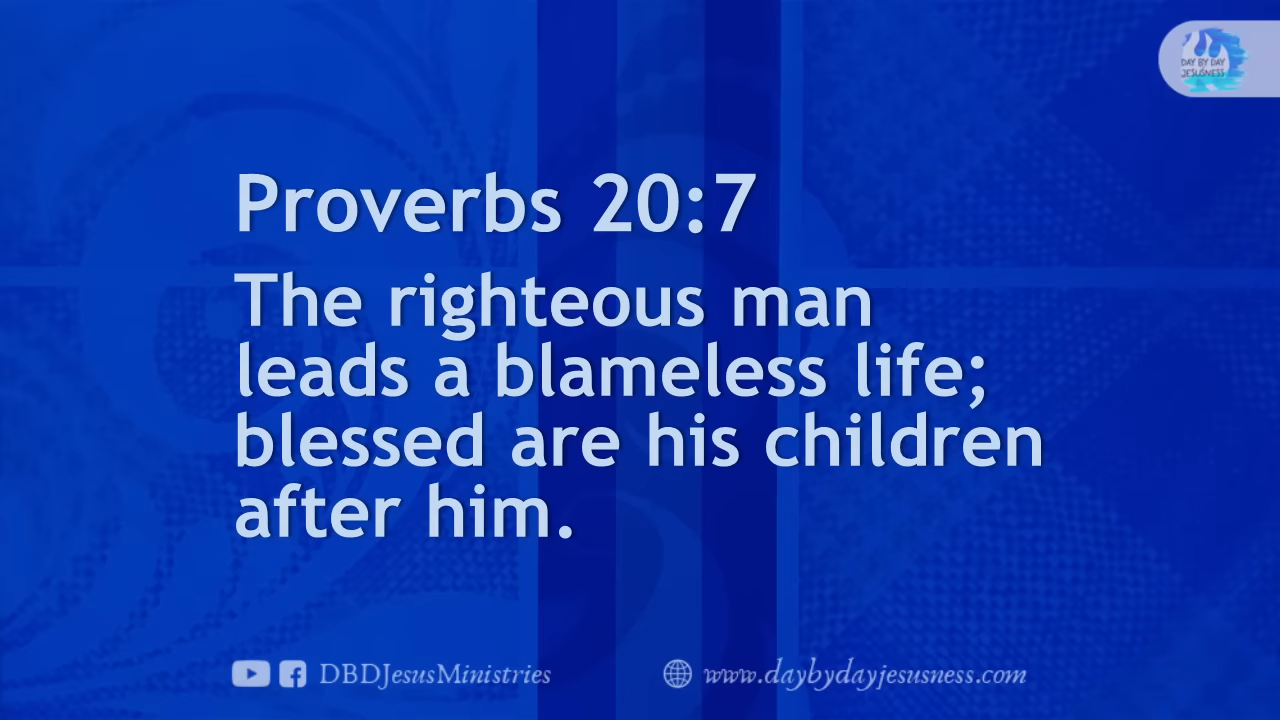 DAY BY DAY
JESUSNESS
Proverbs 20:7
The righteous man
leads a blameless life;
blessed are his children
after him.
DBDJesusMinistries
www.daybydayjesusness.com